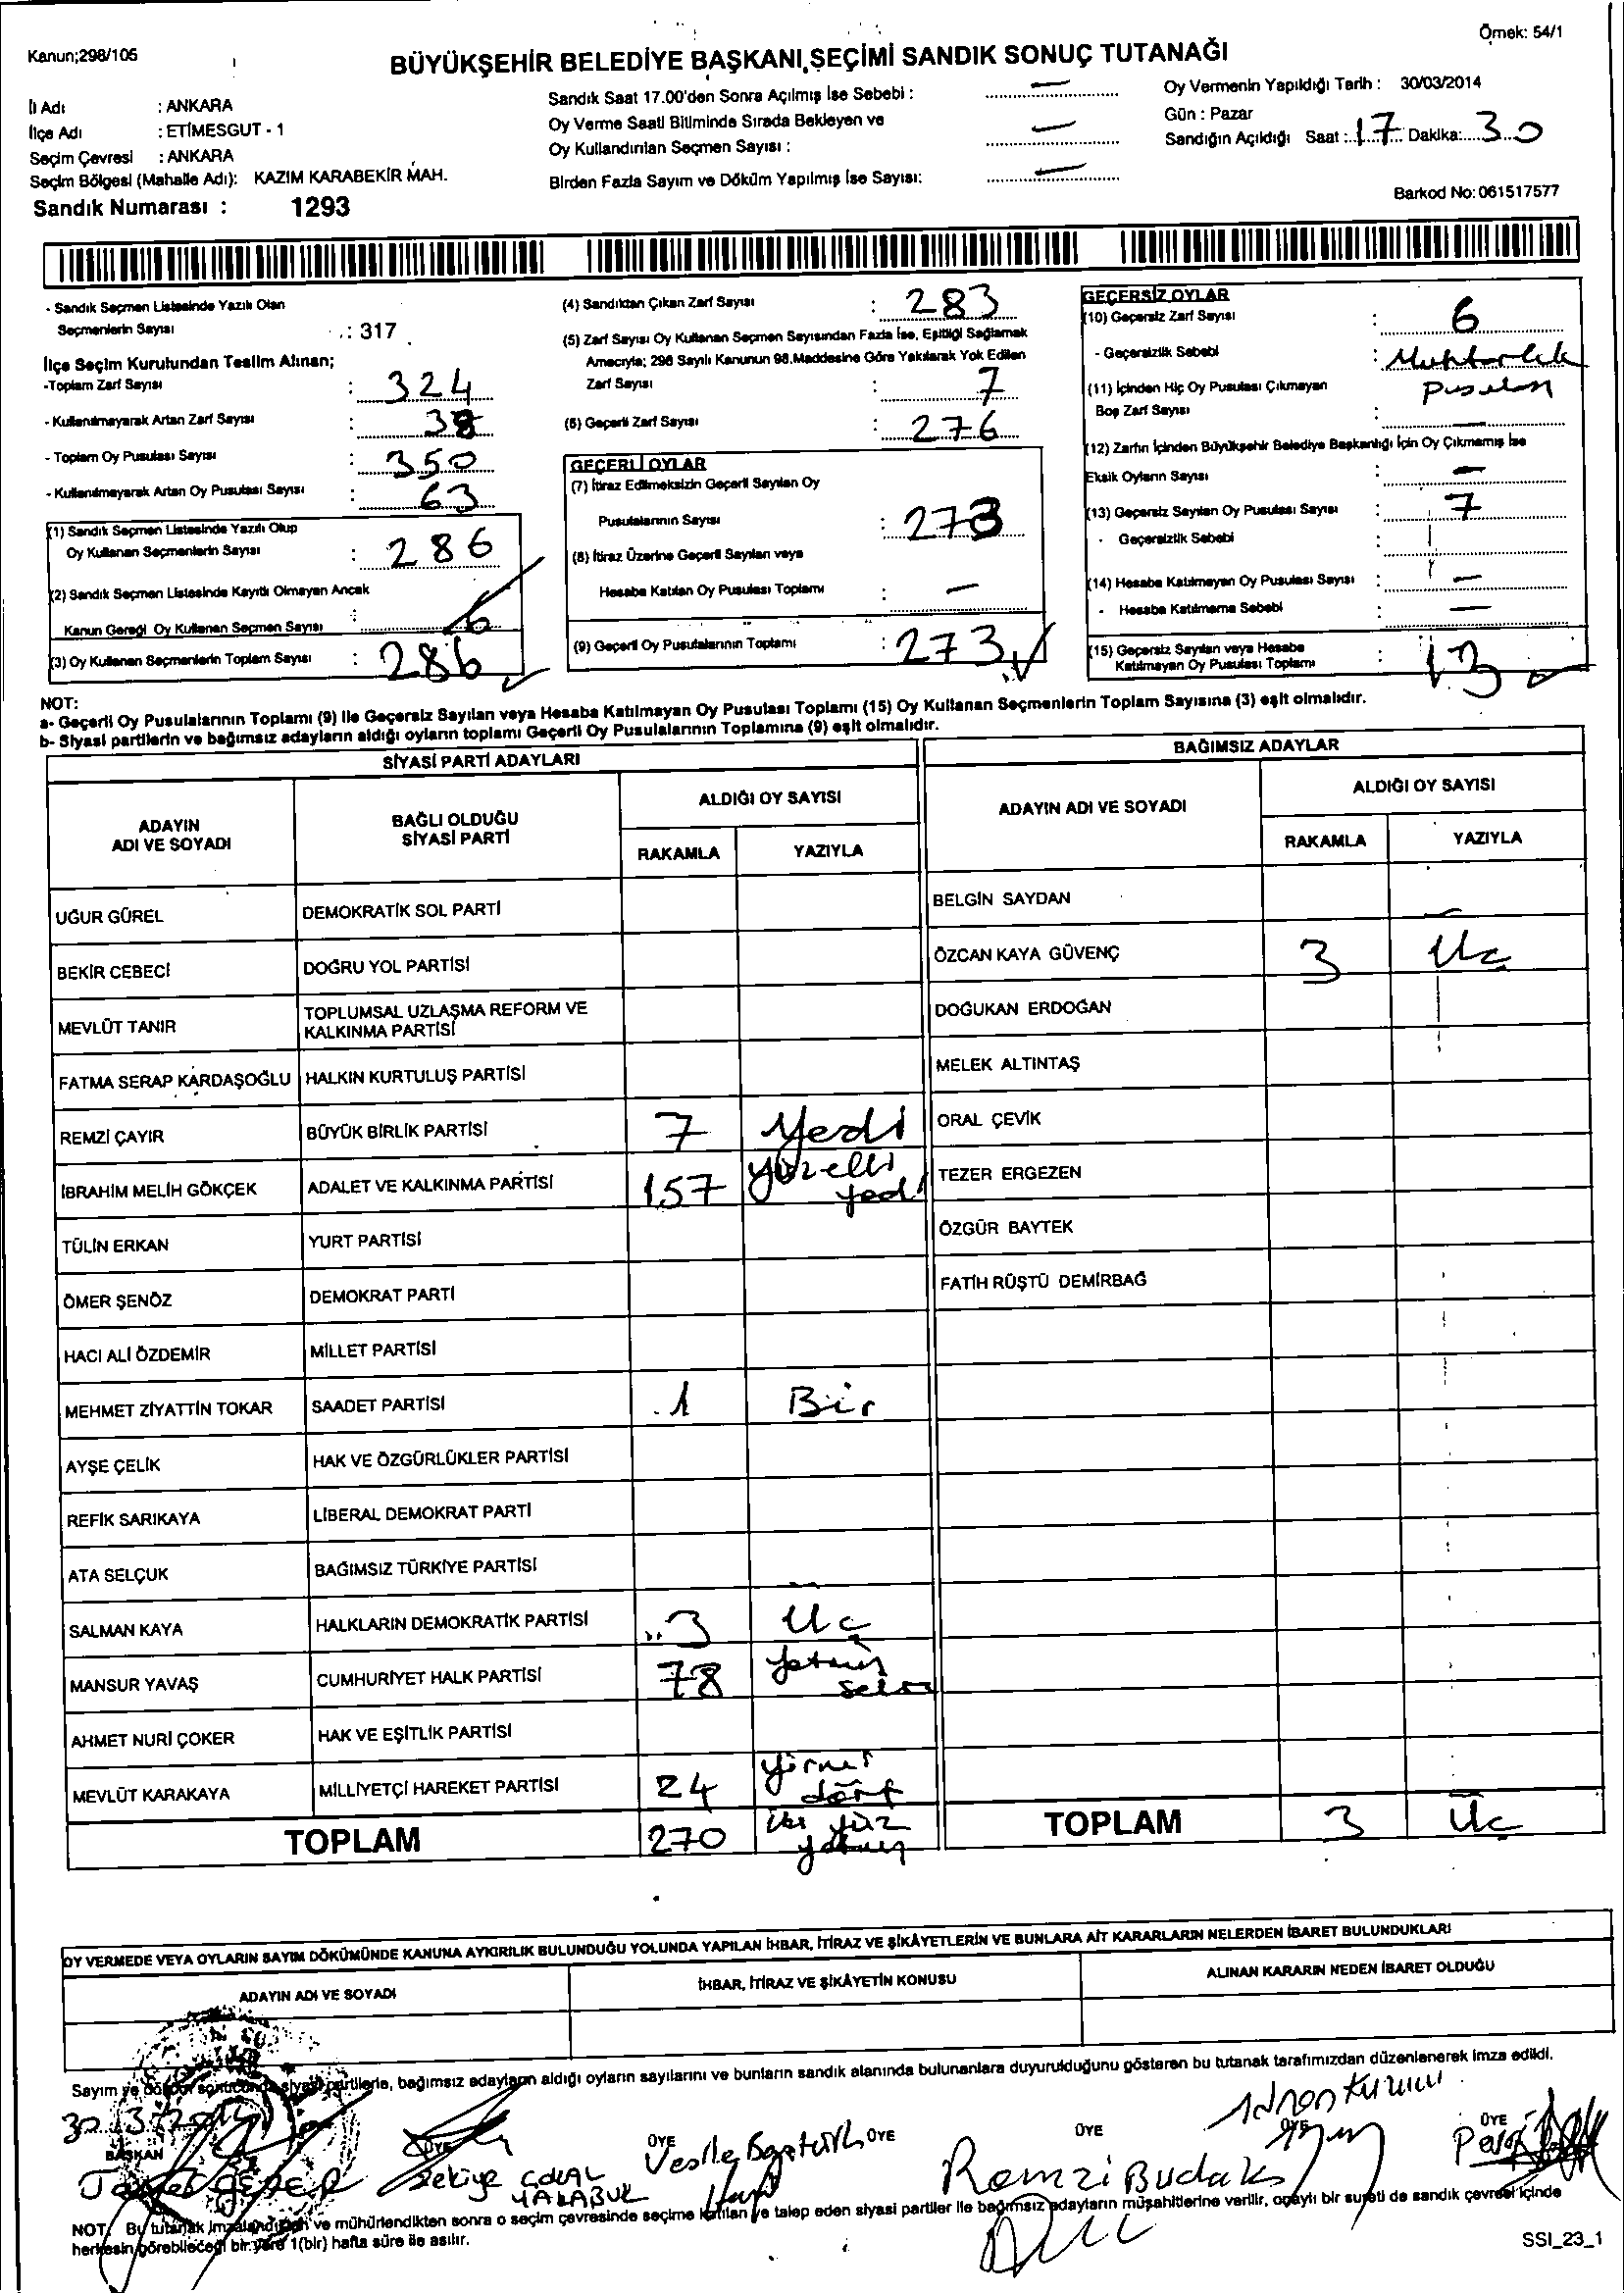 Kanun;298/105
Örnek: 54/1
BÜYÜKŞEHİR BELEDİYE BAŞKANI SEÇİMİ SANDIK SONUÇ TUTANAĞI
İl Adı : ANKARA
İlçe Adı : ETİMESGUT - 1
Seçim Çevresi : ANKARA
Seçim Bölgesi (Mahalle Adı): KAZIM KARABEKİR MAH.
Sandık Numarası : 1293
Sandık Saat 17.00'den Sonra Açılmış İse Sebebi : —
Oy Verme Saati Bitiminde Sırada Bekleyen ve
Oy Kullandırılan Seçmen Sayısı : —
Birden Fazla Sayım ve Döküm Yapılmış İse Sayısı: —
Oy Vermenin Yapıldığı Tarih : 30/03/2014
Gün : Pazar
Sandığın Açıldığı Saat : 17 Dakika: 30
Barkod No: 061517577
- Sandık Seçmen Listesinde Yazılı Olan
Seçmenlerin Sayısı : 317
İlçe Seçim Kurulundan Teslim Alınan;
-Toplam Zarf Sayısı : 324
- Kullanılmayarak Artan Zarf Sayısı : 38
- Toplam Oy Pusulası Sayısı : 350
- Kullanılmayarak Artan Oy Pusulası Sayısı : 63
(1) Sandık Seçmen Listesinde Yazılı Olup
Oy Kullanan Seçmenlerin Sayısı : 286
(2) Sandık Seçmen Listesinde Kayıtlı Olmayan Ancak
Kanun Gereği Oy Kullanan Seçmen Sayısı :
(3) Oy Kullanan Seçmenlerin Toplam Sayısı : 286
(4) Sandıktan Çıkan Zarf Sayısı : 283
(5) Zarf Sayısı Oy Kullanan Seçmen Sayısından Fazla İse, Eşitliği Sağlamak
Amacıyla; 298 Sayılı Kanunun 98.Maddesine Göre Yakılarak Yok Edilen
Zarf Sayısı : 7
(6) Geçerli Zarf Sayısı : 276
GEÇERLİ OYLAR
(7) İtiraz Edilmeksizin Geçerli Sayılan Oy
Pusulalarının Sayısı : 273
(8) İtiraz Üzerine Geçerli Sayılan veya
Hesaba Katılan Oy Pusulası Toplamı : —
(9) Geçerli Oy Pusulalarının Toplamı : 273
GEÇERSİZ OYLAR
(10) Geçersiz Zarf Sayısı : 6
- Geçersizlik Sebebi : Muhtarlık
(11) İçinden Hiç Oy Pusulası Çıkmayan
Boş Zarf Sayısı : —
(12) Zarfın İçinden Büyükşehir Belediye Başkanlığı İçin Oy Çıkmamış İse
Eksik Oyların Sayısı : —
(13) Geçersiz Sayılan Oy Pusulası Sayısı : 7
- Geçersizlik Sebebi :
(14) Hesaba Katılmayan Oy Pusulası Sayısı : —
- Hesaba Katılmama Sebebi : —
(15) Geçersiz Sayılan veya Hesaba
Katılmayan Oy Pusulası Toplamı : 13
NOT:
a- Geçerli Oy Pusulalarının Toplamı (9) ile Geçersiz Sayılan veya Hesaba Katılmayan Oy Pusulası Toplamı (15) Oy Kullanan Seçmenlerin Toplam Sayısına (3) eşit olmalıdır.
b- Siyasi partilerin ve bağımsız adayların aldığı oyların toplamı Geçerli Oy Pusulalarının Toplamına (9) eşit olmalıdır.
SİYASİ PARTİ ADAYLARI
ADAYIN ADI VE SOYADI
BAĞLI OLDUĞU SİYASİ PARTİ
ALDIĞI OY SAYISI
RAKAMLA YAZIYLA
UĞUR GÜREL DEMOKRATİK SOL PARTİ
BEKİR CEBECİ DOĞRU YOL PARTİSİ
MEVLÜT TANIR TOPLUMSAL UZLAŞMA REFORM VE KALKINMA PARTİSİ
FATMA SERAP KARDAŞOĞLU HALKIN KURTULUŞ PARTİSİ
REMZİ ÇAYIR BÜYÜK BİRLİK PARTİSİ 7 Yedi
İBRAHİM MELİH GÖKÇEK ADALET VE KALKINMA PARTİSİ 157 Yüzelli yedi
TÜLİN ERKAN YURT PARTİSİ
ÖMER ŞENÖZ DEMOKRAT PARTİ
HACI ALİ ÖZDEMİR MİLLET PARTİSİ
MEHMET ZİYATTİN TOKAR SAADET PARTİSİ 1 Bir
AYŞE ÇELİK HAK VE ÖZGÜRLÜKLER PARTİSİ
REFİK SARIKAYA LİBERAL DEMOKRAT PARTİ
ATA SELÇUK BAĞIMSIZ TÜRKİYE PARTİSİ
SALMAN KAYA HALKLARIN DEMOKRATİK PARTİSİ 3 Üç
MANSUR YAVAŞ CUMHURİYET HALK PARTİSİ 78 Yetmiş sekiz
AHMET NURİ ÇOKER HAK VE EŞİTLİK PARTİSİ
MEVLÜT KARAKAYA MİLLİYETÇİ HAREKET PARTİSİ 24 Yirmi dört
TOPLAM 270 iki yüz yetmiş
BAĞIMSIZ ADAYLAR
ADAYIN ADI VE SOYADI
ALDIĞI OY SAYISI
RAKAMLA YAZIYLA
BELGİN SAYDAN
ÖZCAN KAYA GÜVENÇ 3 Üç
DOĞUKAN ERDOĞAN
MELEK ALTINTAŞ
ORAL ÇEVİK
TEZER ERGEZEN
ÖZGÜR BAYTEK
FATİH RÜŞTÜ DEMİRBAĞ
TOPLAM 3 Üç
OY VERMEDE VEYA OYLARIN SAYIM DÖKÜMÜNDE KANUNA AYKIRILIK BULUNDUĞU YOLUNDA YAPILAN İHBAR, İTİRAZ VE ŞİKÂYETLERİN VE BUNLARA AİT KARARLARIN NELERDEN İBARET BULUNDUKLARI
ADAYIN ADI VE SOYADI
İHBAR, İTİRAZ VE ŞİKÂYETİN KONUSU
ALINAN KARARIN NEDEN İBARET OLDUĞU
Sayım ve döküm sonucunda siyasi partilerin, bağımsız adayların aldığı oyların sayılarını ve bunların sandık alanında bulunanlara duyurulduğunu gösteren bu tutanak tarafımızdan düzenlenerek imza edildi.
30/3/2014
BAŞKAN ÜYE ÜYE ÜYE ÜYE ÜYE ÜYE
Zekiye
Remzi Budak
NOT: Bu tutanak imzalandıktan ve mühürlendikten sonra o seçim çevresinde seçime katılan ve talep eden siyasi partiler ile bağımsız adayların müşahitlerine verilir, onaylı bir sureti de sandık çevresi içinde
herkesin görebileceği bir yere 1(bir) hafta süre ile asılır.
SSI_23_1